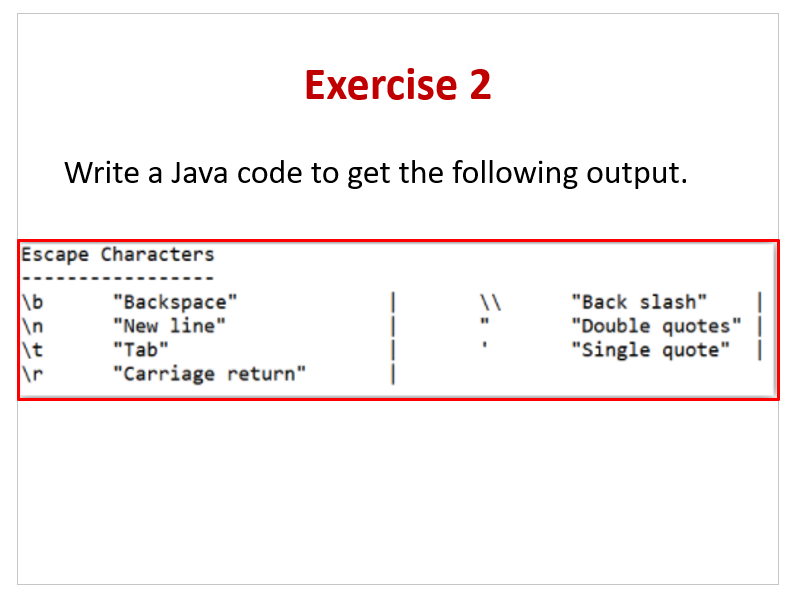 Exercise 2
Write a Java code to get the following output.
Escape Characters
-----------------
\b "Backspace" | \\ "Back slash" |
\n "New line" | " "Double quotes" |
\t "Tab" | ' "Single quote" |
\r "Carriage return" |